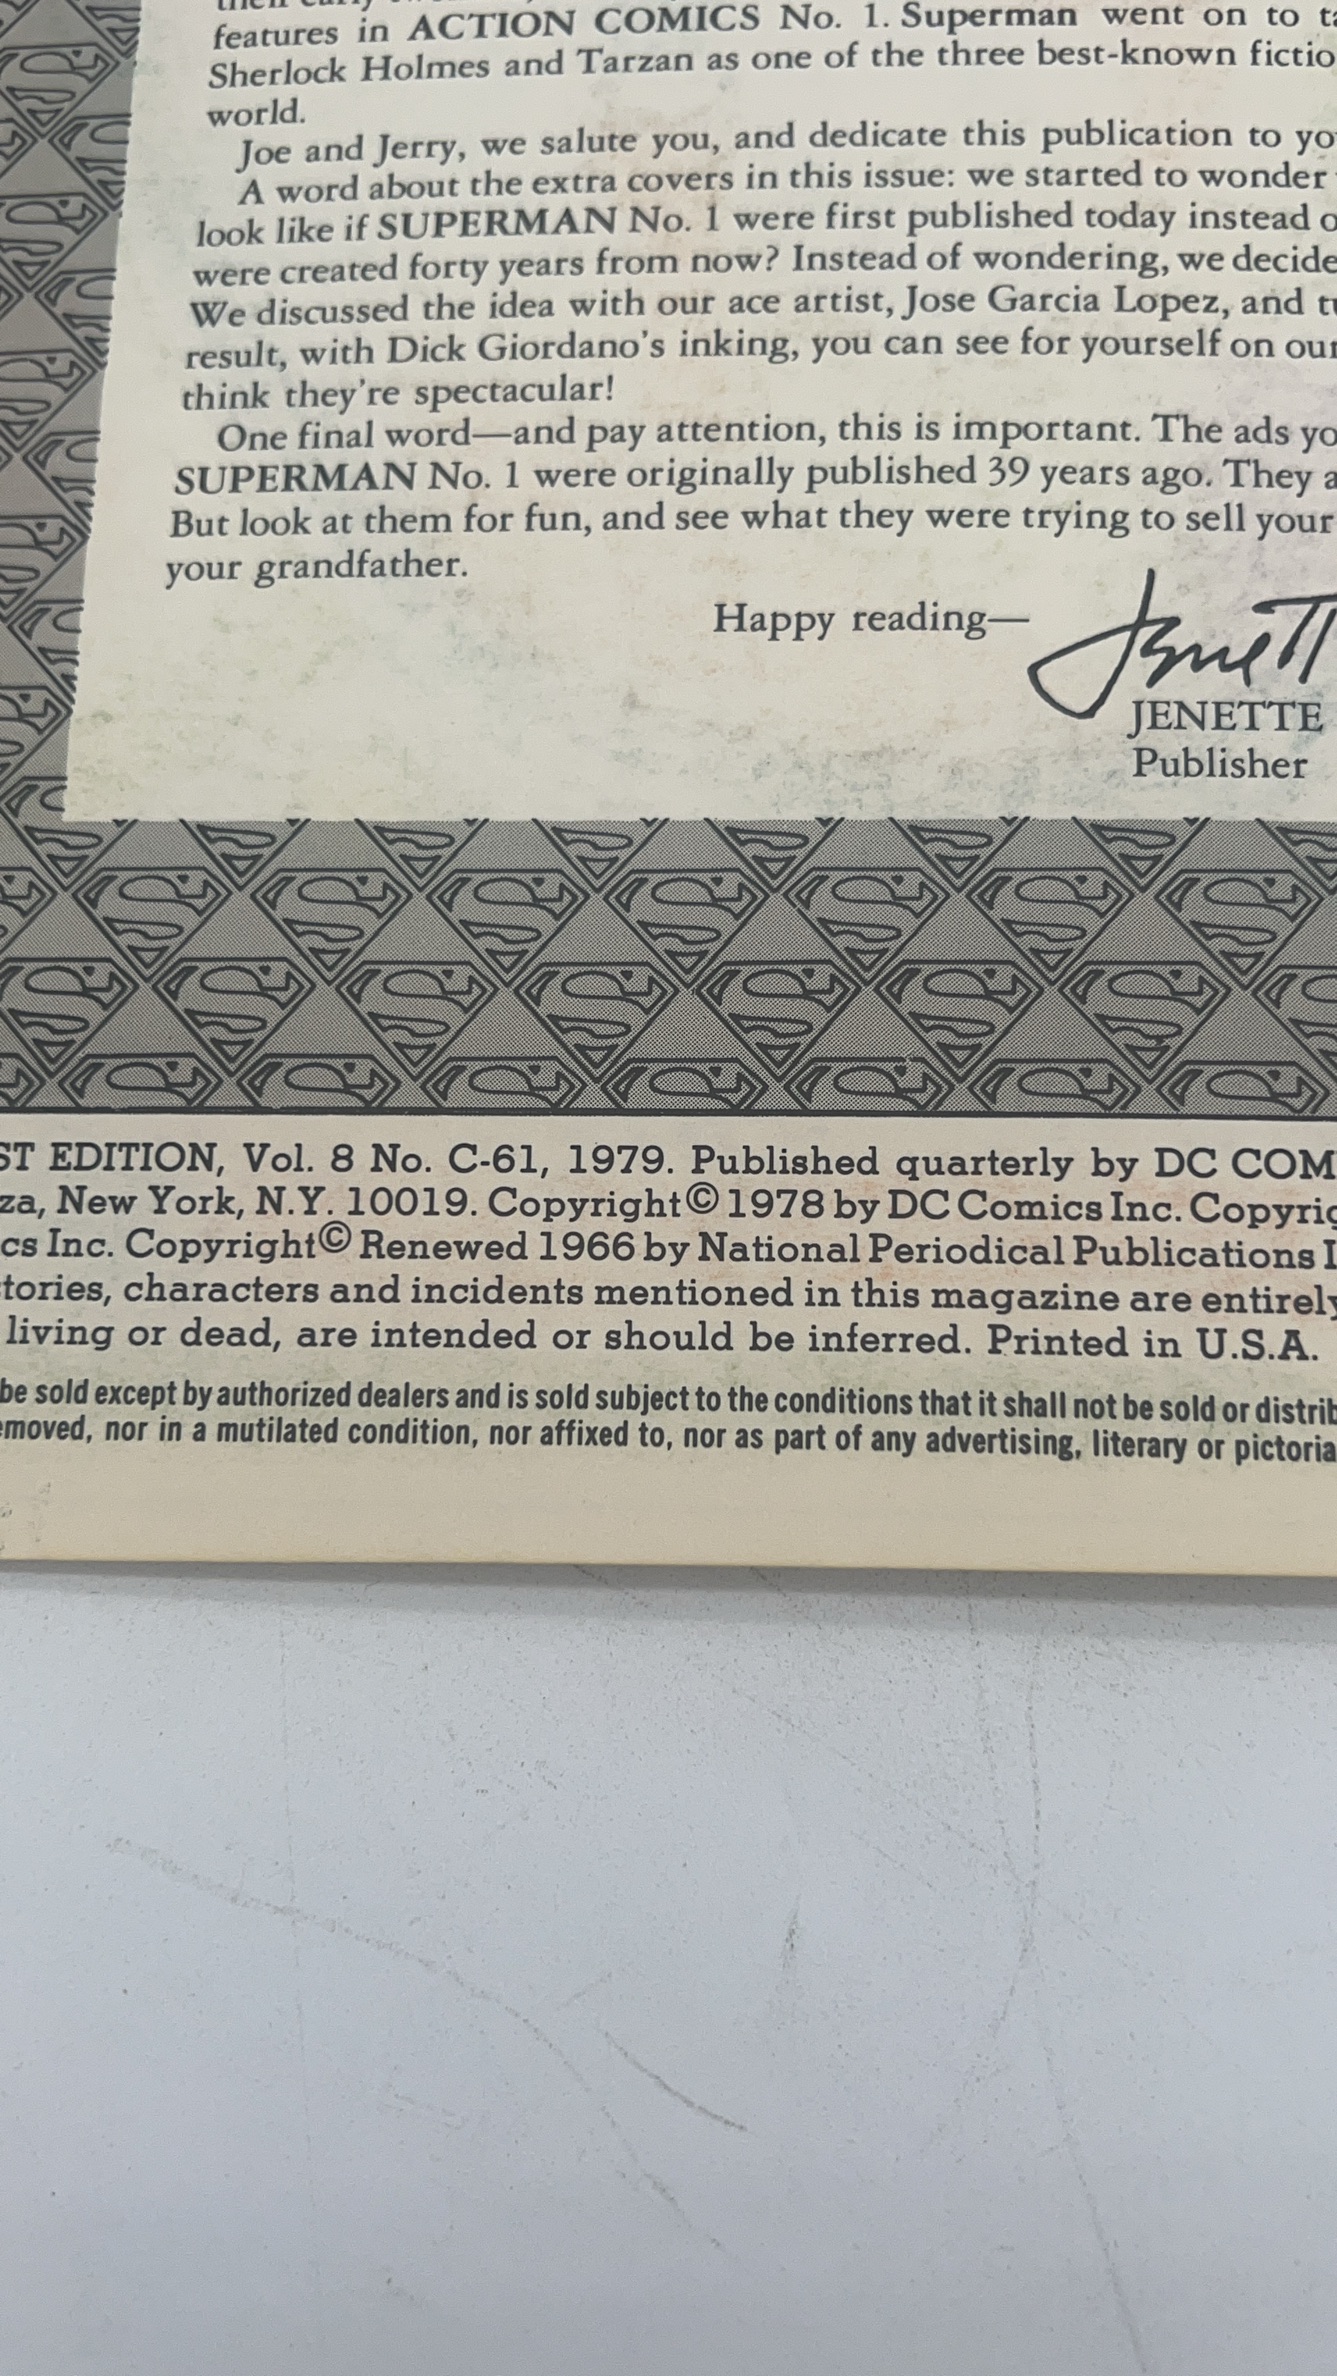 features in ACTION COMICS No. 1. Superman went on to
Sherlock Holmes and Tarzan as one of the three best-known fictio
world.
Joe and Jerry, we salute you, and dedicate this publication to yo
A word about the extra covers in this issue: we started to wonder
look like if SUPERMAN No. 1 were first published today instead o
were created forty years from now? Instead of wondering, we decide
We discussed the idea with our ace artist, Jose Garcia Lopez, and
result, with Dick Giordano's inking, you can see for yourself on our
think they're spectacular!
One final word—and pay attention, this is important. The ads yo
SUPERMAN No. 1 were originally published 39 years ago. They a
But look at them for fun, and see what they were trying to sell your
your grandfather.
Happy reading—
Jenett
JENETTE
Publisher
ST EDITION, Vol. 8 No. C-61, 1979. Published quarterly by DC COM
za, New York, N.Y. 10019. Copyright © 1978 by DC Comics Inc. Copyrig
cs Inc. Copyright © Renewed 1966 by National Periodical Publications I
tories, characters and incidents mentioned in this magazine are entirely
living or dead, are intended or should be inferred. Printed in U.S.A.
be sold except by authorized dealers and is sold subject to the conditions that it shall not be sold or distrib
emoved, nor in a mutilated condition, nor affixed to, nor as part of any advertising, literary or pictoria